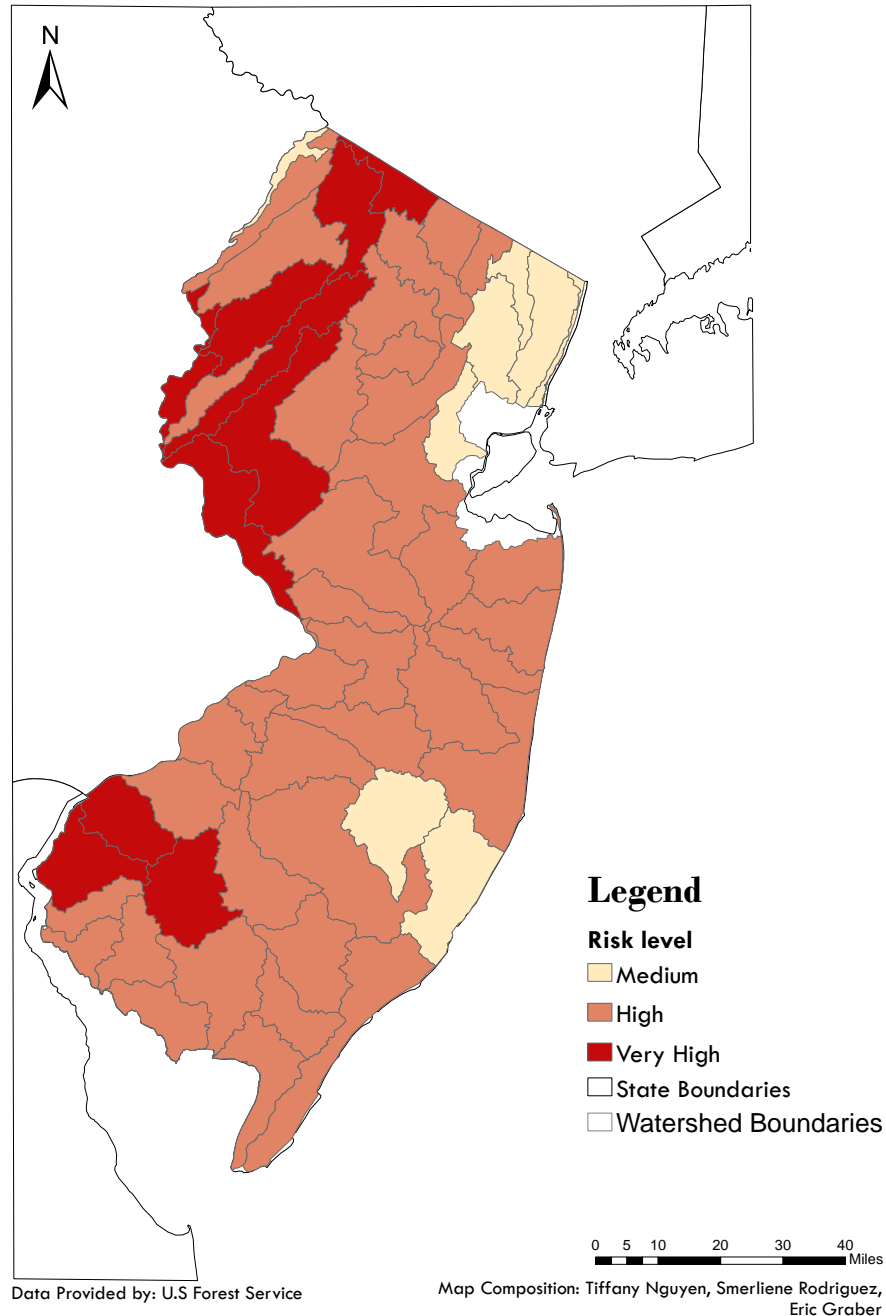 N
Legend
Risk level
Medium
High
Very High
State Boundaries
Watershed Boundaries
0 5 10 20 30 40
Miles
Data Provided by: U.S Forest Service
Map Composition: Tiffany Nguyen, Smerliene Rodriguez,
Eric Graber